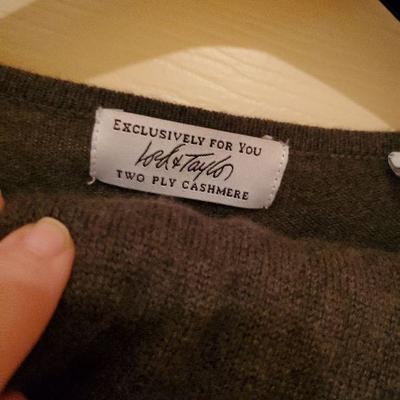 EXCLUSIVELY FOR YOU
Lord & Taylor
TWO PLY CASHMERE